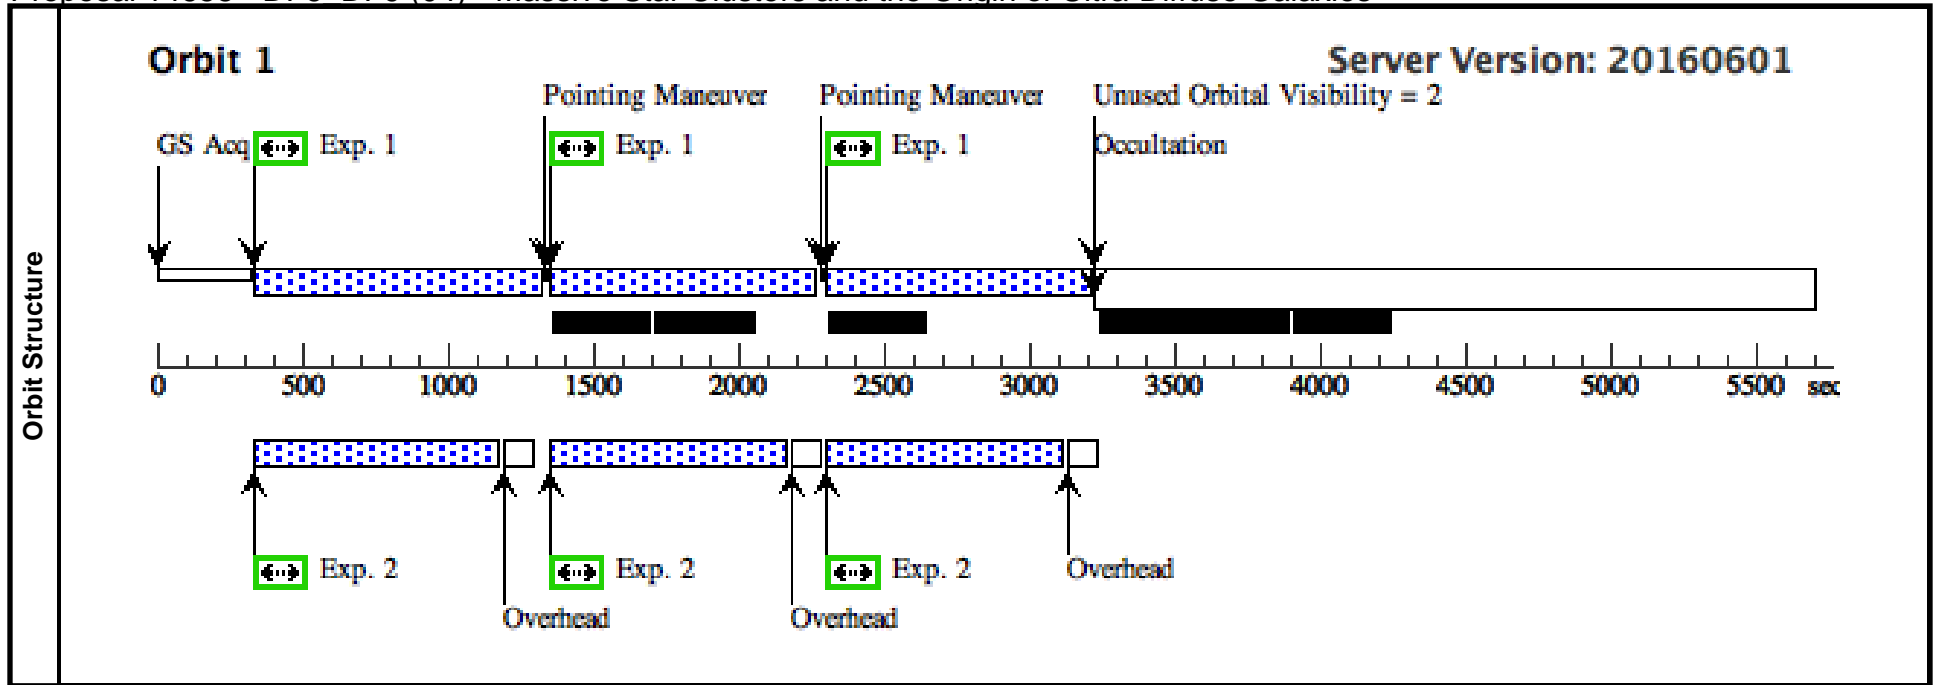 Orbit 1
Server Version: 20160601
Pointing Maneuver
Pointing Maneuver
Unused Orbital Visibility = 2
GS Acq
Exp. 1
Exp. 1
Exp. 1
Occultation
Orbit Structure
0 500 1000 1500 2000 2500 3000 3500 4000 4500 5000 5500 sec
Exp. 2
Exp. 2
Exp. 2
Overhead
Overhead
Overhead